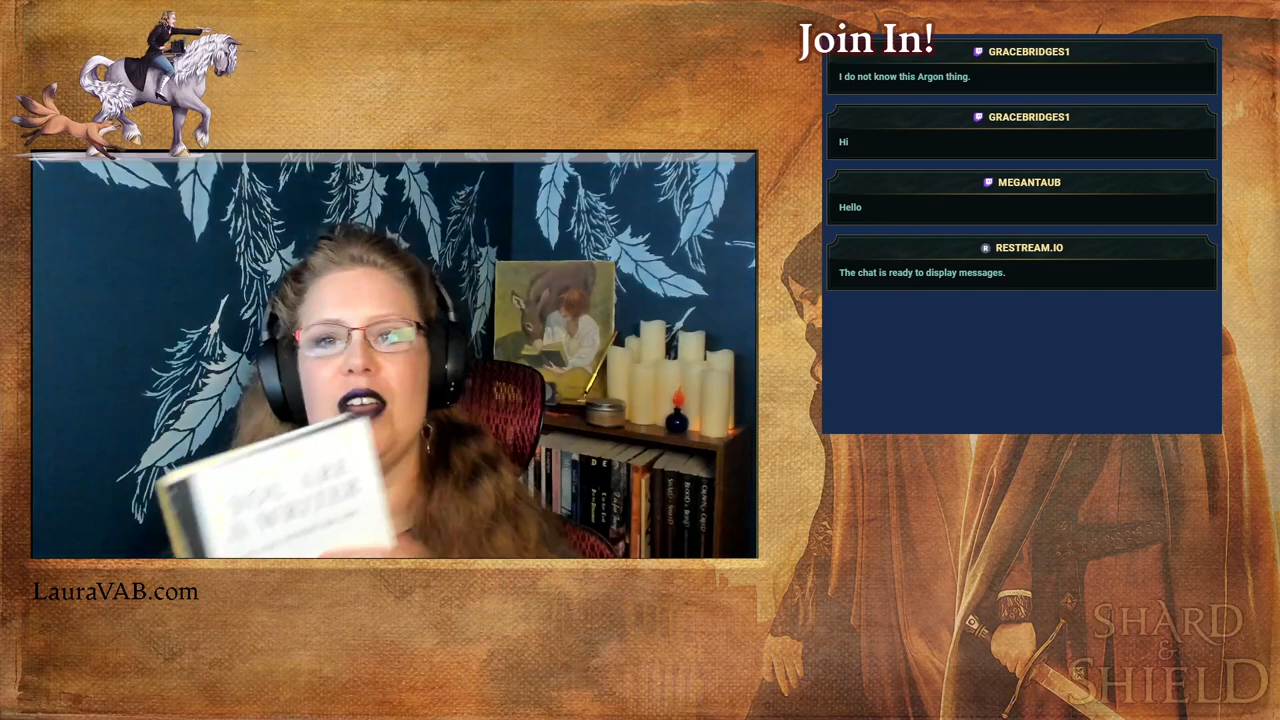 Join In!
GRACEBRIDGES1
I do not know this Argon thing.
GRACEBRIDGES1
Hi
MEGANTAUB
Hello
RESTREAM.IO
The chat is ready to display messages.
LauraVAB.com
SHARD
&
SHIELD